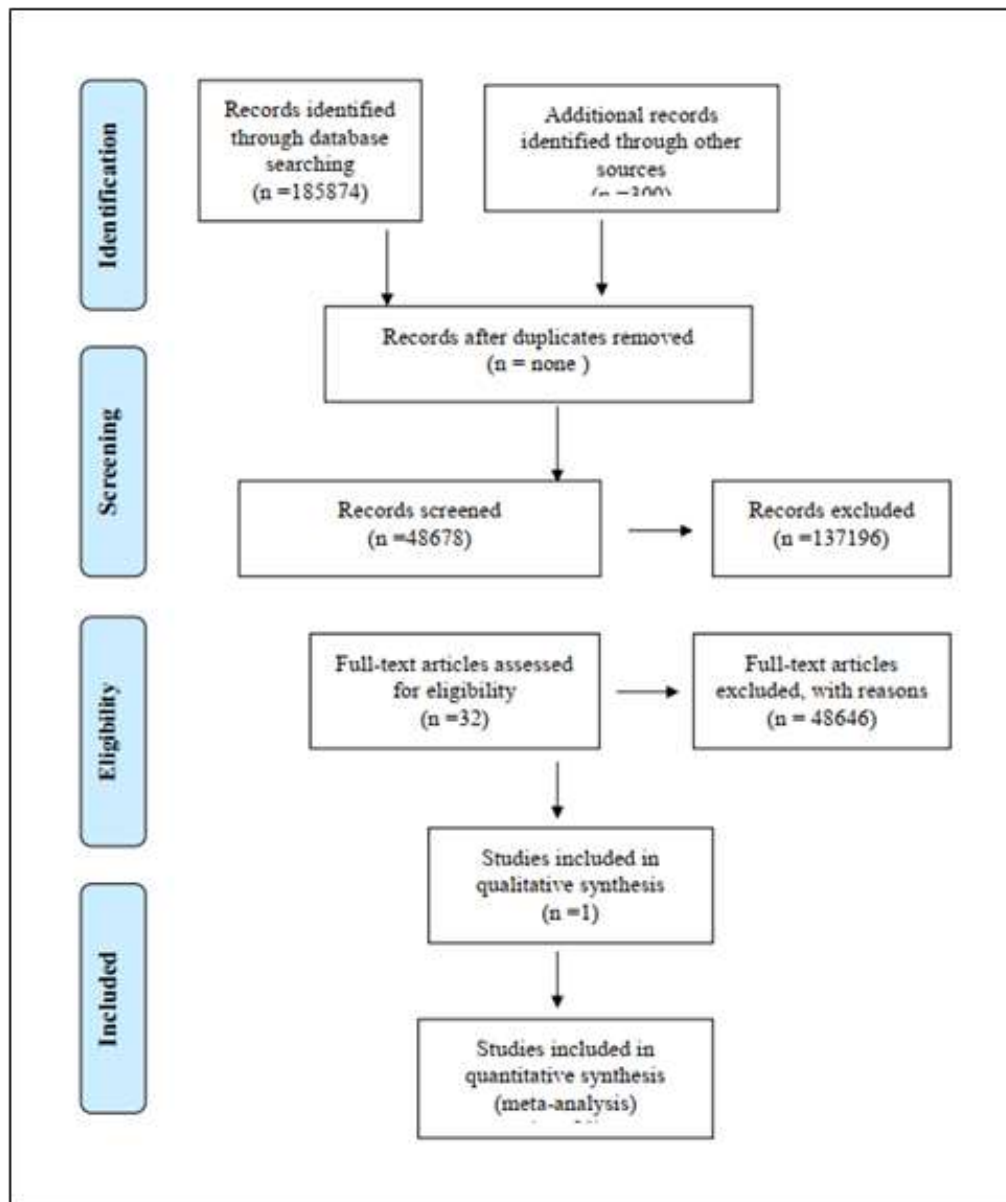 Identification
Records identified
through database
searching
(n =185874)
Additional records
identified through other
sources
Records after duplicates removed
(n = none )
Screening
Records screened
(n =48678)
Records excluded
(n =137196)
Eligibility
Full-text articles assessed
for eligibility
(n =32)
Full-text articles
excluded, with reasons
(n = 48646)
Studies included in
qualitative synthesis
(n =1)
Included
Studies included in
quantitative synthesis
(meta-analysis)